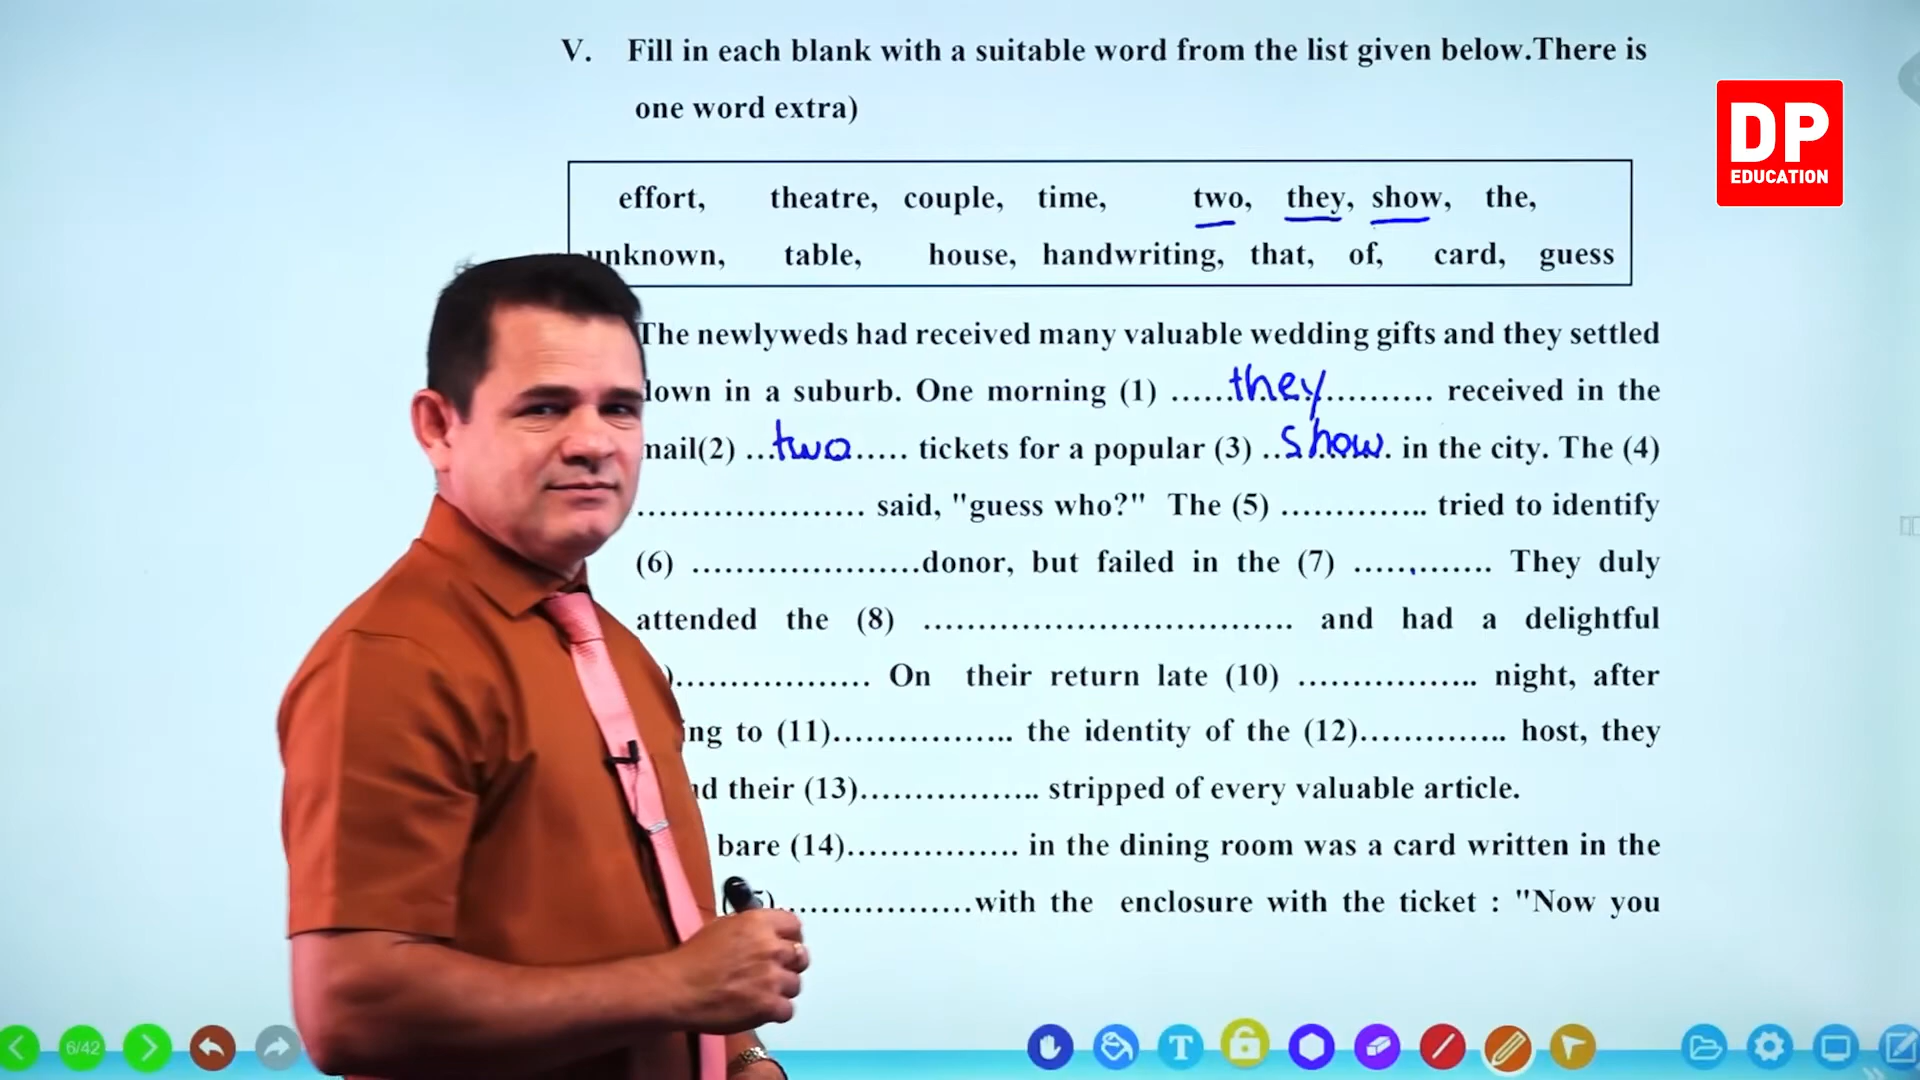 V. Fill in each blank with a suitable word from the list given below.There is
one word extra)
DP
EDUCATION
effort, theatre, couple, time, two, they, show, the,
unknown, table, house, handwriting, that, of, card, guess
The newlyweds had received many valuable wedding gifts and they settled
down in a suburb. One morning (1) ......they.......... received in the
mail(2) ...two..... tickets for a popular (3) ..show. in the city. The (4)
...................... said, "guess who?" The (5) .............. tried to identify
(6) ......................donor, but failed in the (7) ............. They duly
attended the (8) .................................... and had a delightful
)................... On their return late (10) ................. night, after
ing to (11).................. the identity of the (12).............. host, they
nd their (13).................. stripped of every valuable article.
bare (14)................. in the dining room was a card written in the
5)...................with the enclosure with the ticket : "Now you
6/42
T